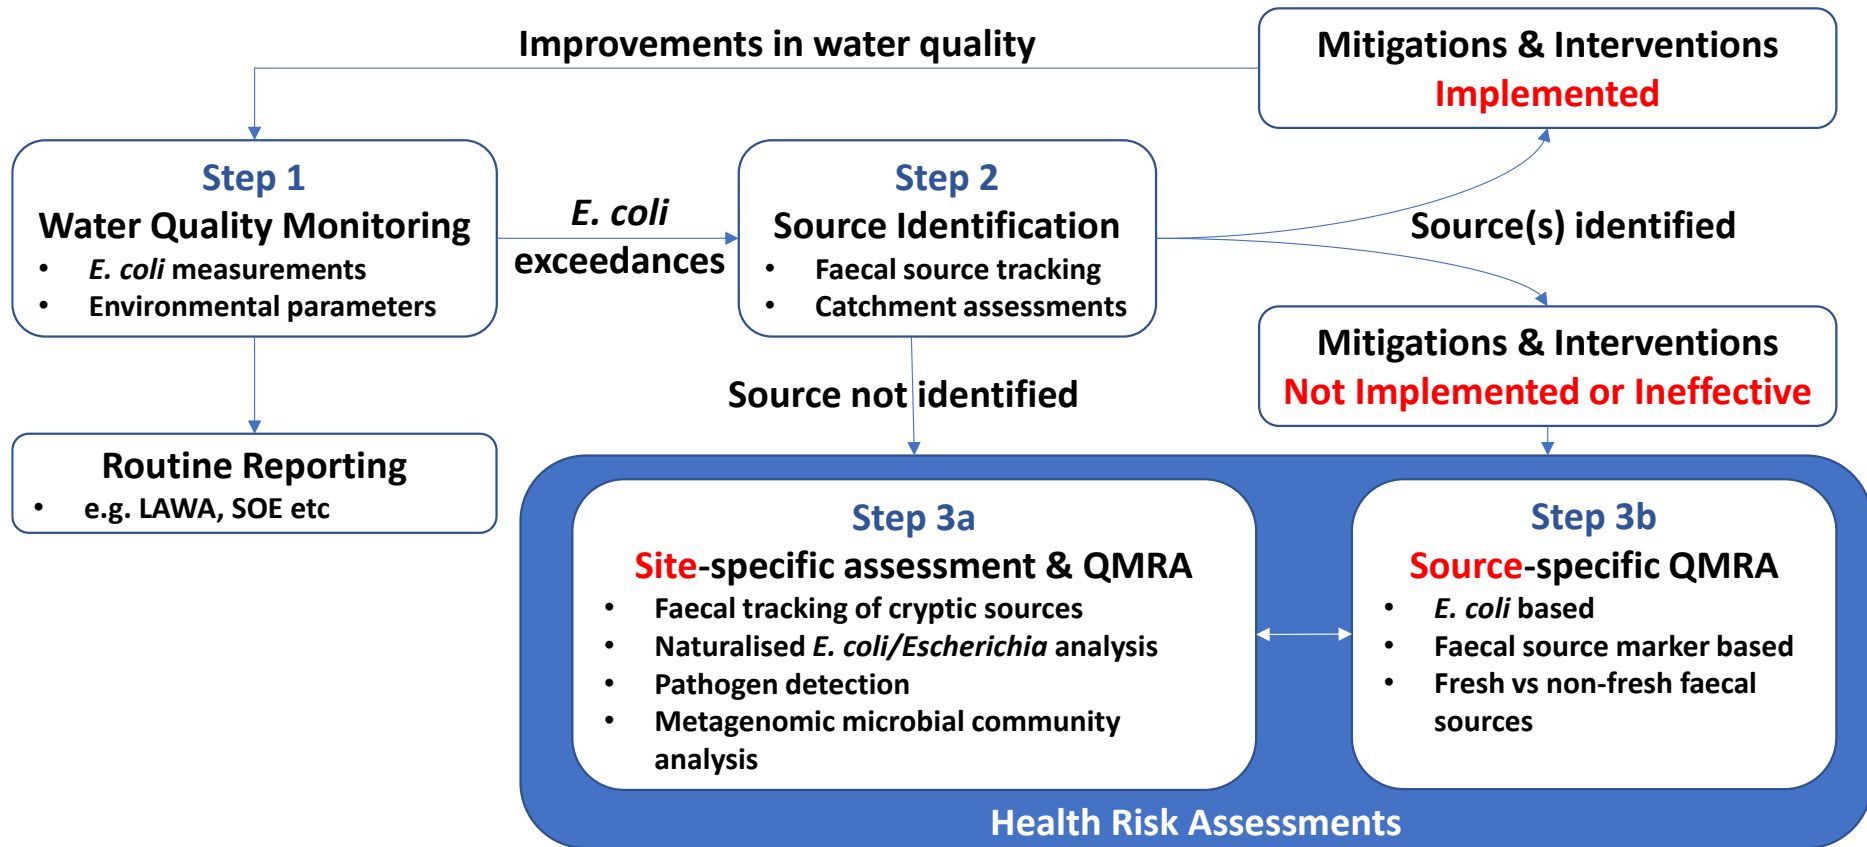 Improvements in water quality
Mitigations & Interventions
Implemented
Step 1
Water Quality Monitoring
• E. coli measurements
• Environmental parameters
E. coli
exceedances
Step 2
Source Identification
• Faecal source tracking
• Catchment assessments
Source(s) identified
Mitigations & Interventions
Not Implemented or Ineffective
Source not identified
Routine Reporting
• e.g. LAWA, SOE etc
Step 3a
Site-specific assessment & QMRA
• Faecal tracking of cryptic sources
• Naturalised E. coli/Escherichia analysis
• Pathogen detection
• Metagenomic microbial community
analysis
Step 3b
Source-specific QMRA
• E. coli based
• Faecal source marker based
• Fresh vs non-fresh faecal
sources
Health Risk Assessments